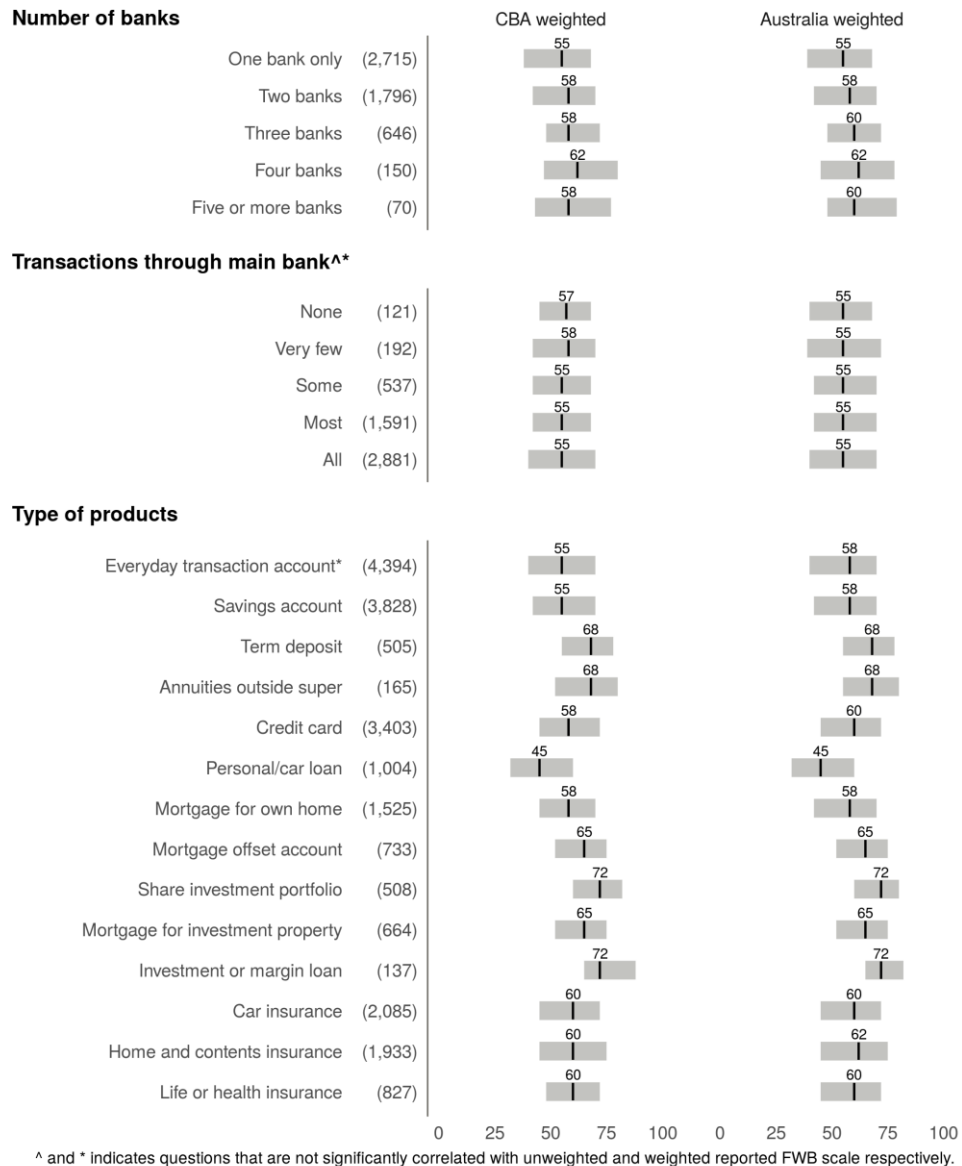 Number of banks CBA weighted Australia weighted
One bank only (2,715) 55 55
Two banks (1,796) 58 58
Three banks (646) 58 60
Four banks (150) 62 62
Five or more banks (70) 58 60
Transactions through main bank^*
None (121) 57 55
Very few (192) 58 55
Some (537) 55 55
Most (1,591) 55 55
All (2,881) 55 55
Type of products
Everyday transaction account* (4,394) 55 58
Savings account (3,828) 55 58
Term deposit (505) 68 68
Annuities outside super (165) 68 68
Credit card (3,403) 58 60
Personal/car loan (1,004) 45 45
Mortgage for own home (1,525) 58 58
Mortgage offset account (733) 65 65
Share investment portfolio (508) 72 72
Mortgage for investment property (664) 65 65
Investment or margin loan (137) 72 72
Car insurance (2,085) 60 60
Home and contents insurance (1,933) 60 62
Life or health insurance (827) 60 60
0 25 50 75 100 0 25 50 75 100
^ and * indicates questions that are not significantly correlated with unweighted and weighted reported FWB scale respectively.